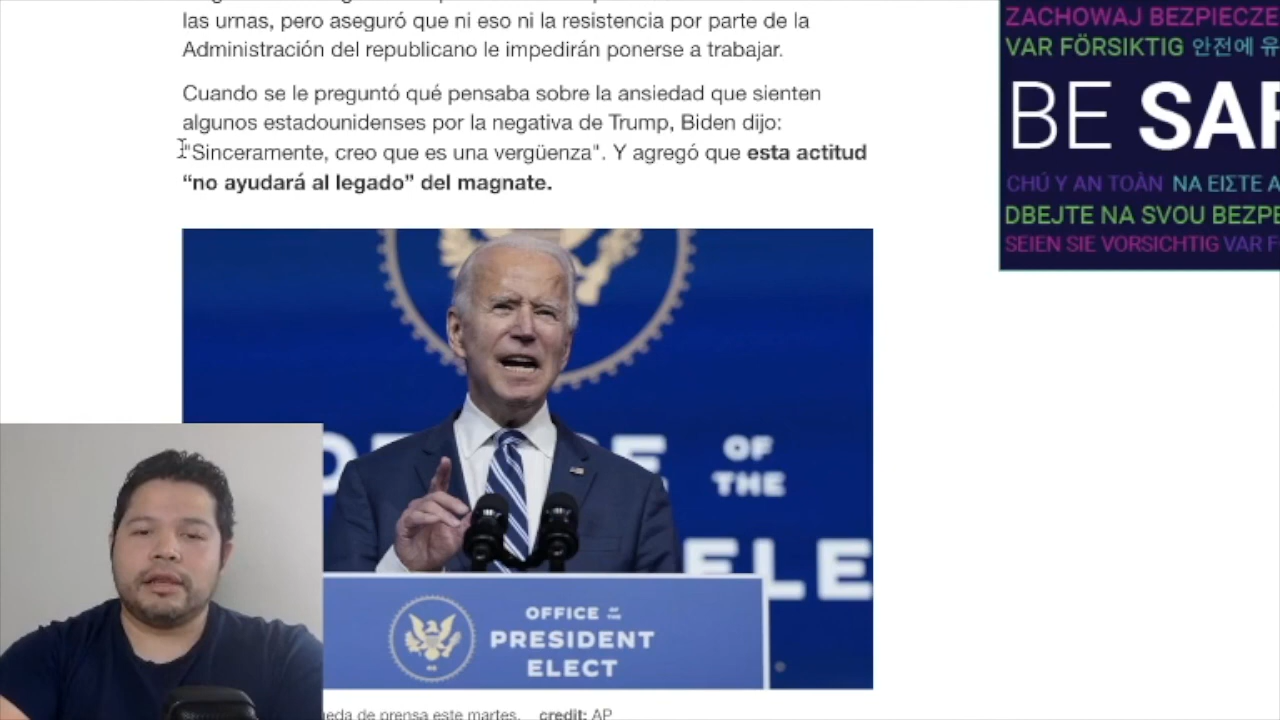 las urnas, pero aseguró que ni eso ni la resistencia por parte de la
Administración del republicano le impedirán ponerse a trabajar.
Cuando se le preguntó qué pensaba sobre la ansiedad que sienten
algunos estadounidenses por la negativa de Trump, Biden dijo:
"Sinceramente, creo que es una vergüenza". Y agregó que esta actitud
“no ayudará al legado” del magnate.
OF
THE
ELE
OFFICE OF THE
PRESIDENT
ELECT
de prensa este martes. credit: AP
ZACHOWAJ BEZPIECZE
VAR FÖRSIKTIG 안전에 유
BE SAF
CHÚ Y AN TOÀN ΝΑ ΕΙΣΤΕ Α
DBEJTE NA SVOU BEZPE
SEIEN SIE VORSICHTIG VAR F